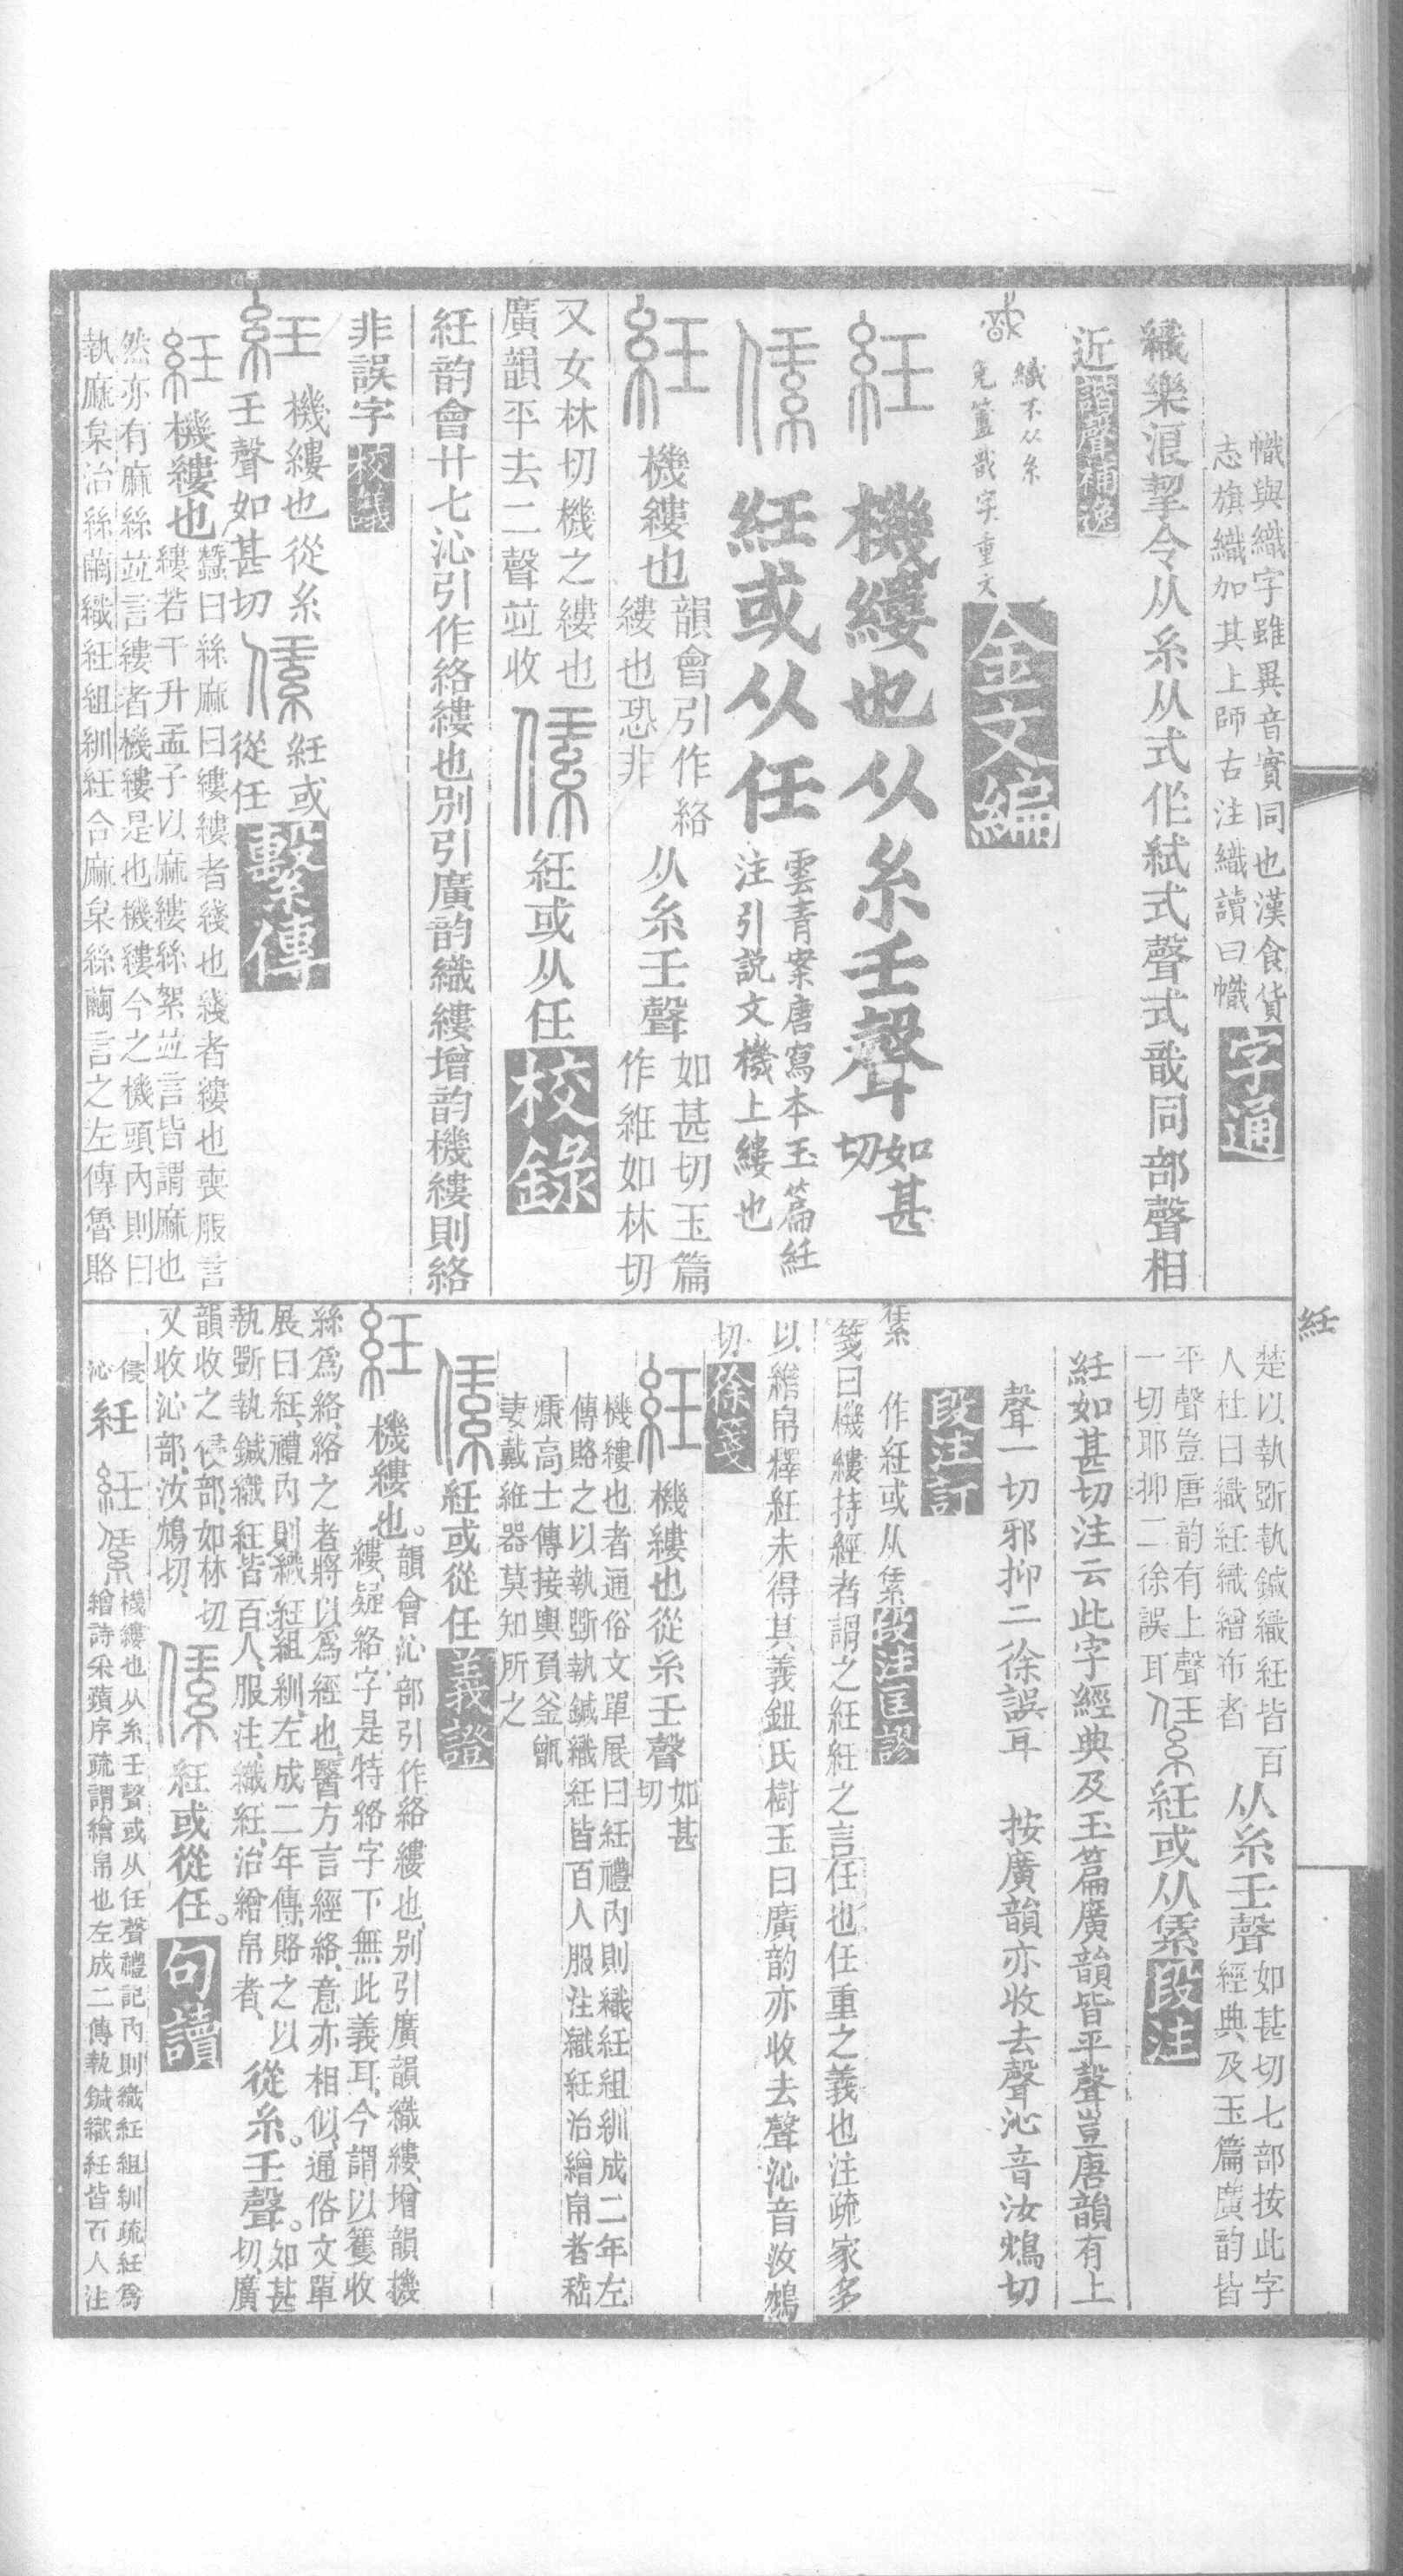 幟與織字雖異音實同也漢食貨
志旗織加其上師古注織讀曰幟
字通
織樂浪挈令从糸从式作絘式聲式戠同部聲相
近諧聲補逸
織不从糸
免簠戠字重文
金文編
紝 機縷也从糸壬聲 如甚
切
紝或从任 雲青案唐寫本玉篇紝
注引說文機上縷也
紝 機縷也 韻會引作絡
縷也恐非
从糸壬聲 如甚切玉篇
作絍如林切
又女林切機之縷也
廣韻平去二聲並收
紝或从任 校錄
紝韵會廿七沁引作絡縷也別引廣韵織縷增韵機縷則絡
非誤字 校議
紝 機縷也從糸
壬聲如甚切
紝或
從任
繫傳
紝 機縷也 蠶曰絲麻曰縷縷者綫也綫者縷也喪服言
縷若干升孟子以麻縷絲絮並言皆謂麻也
然亦有麻絲並言縷者機縷是也機縷今之機頭內則曰
執麻枲治絲繭織紝組紃紝合麻枲絲繭言之左傳魯賂
紝
楚以執斲執鍼織紝皆百
人杜曰織紝織繒布者
从糸壬聲 如甚切七部按此字
經典及玉篇廣韵皆
平聲豈唐韵有上聲
一切耶抑二徐誤耳
紝或从䋕 段注
紝如甚切注云此字經典及玉篇廣韻皆平聲豈唐韻有上
聲一切邪抑二徐誤耳 按廣韻亦收去聲沁音汝鴆切
段注訂
作紝或从䋕 段注匡謬
箋曰機縷持經者謂之紝紝之言任也任重之義也注疏家多
以繒帛釋紝未得其義鈕氏樹玉曰廣韵亦收去聲沁音汝鴆
切 徐箋
紝 機縷也從糸壬聲 如甚
切
機縷也者通俗文單展曰紝禮內則織紝組紃成二年左
傳賂之以執斲執鍼織紝皆百人服注織紝治繒帛者嵇
康高士傳接輿負釜甑
妻戴絍器莫知所之
紝或從任 義證
紝 機縷也。 韻會沁部引作絡縷也、別引廣韻織縷、增韻機
縷、疑絡字是、特絡字下無此義耳、今謂以籰收
絲爲絡、絡之者將以爲經也、醫方言經絡、意亦相似、通俗文單
展曰紝、禮內則織紝組紃、左成二年傳、賂之以
執斲執鍼織紝皆百人、服注、織紝、治繒帛者、
從糸。壬聲。 如甚
切、廣
韻收之侵部、如林切
又收沁部、汝鴆切、
紝或從任。 句讀
侵
沁
紝 機縷也从糸壬聲或从任聲禮記內則織紝組紃疏紝爲
繒詩采蘋序疏謂繒帛也左成二傳執鍼織紝皆百人注